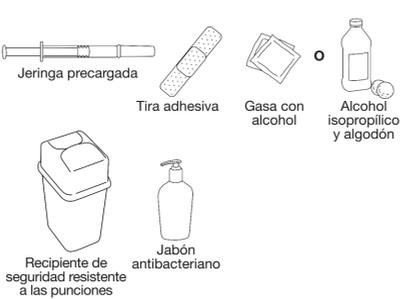 Jeringa precargada
Tira adhesiva
Gasa con
alcohol
o
Alcohol
isopropílico
y algodón
Recipiente de
seguridad resistente
a las punciones
Jabón
antibacteriano